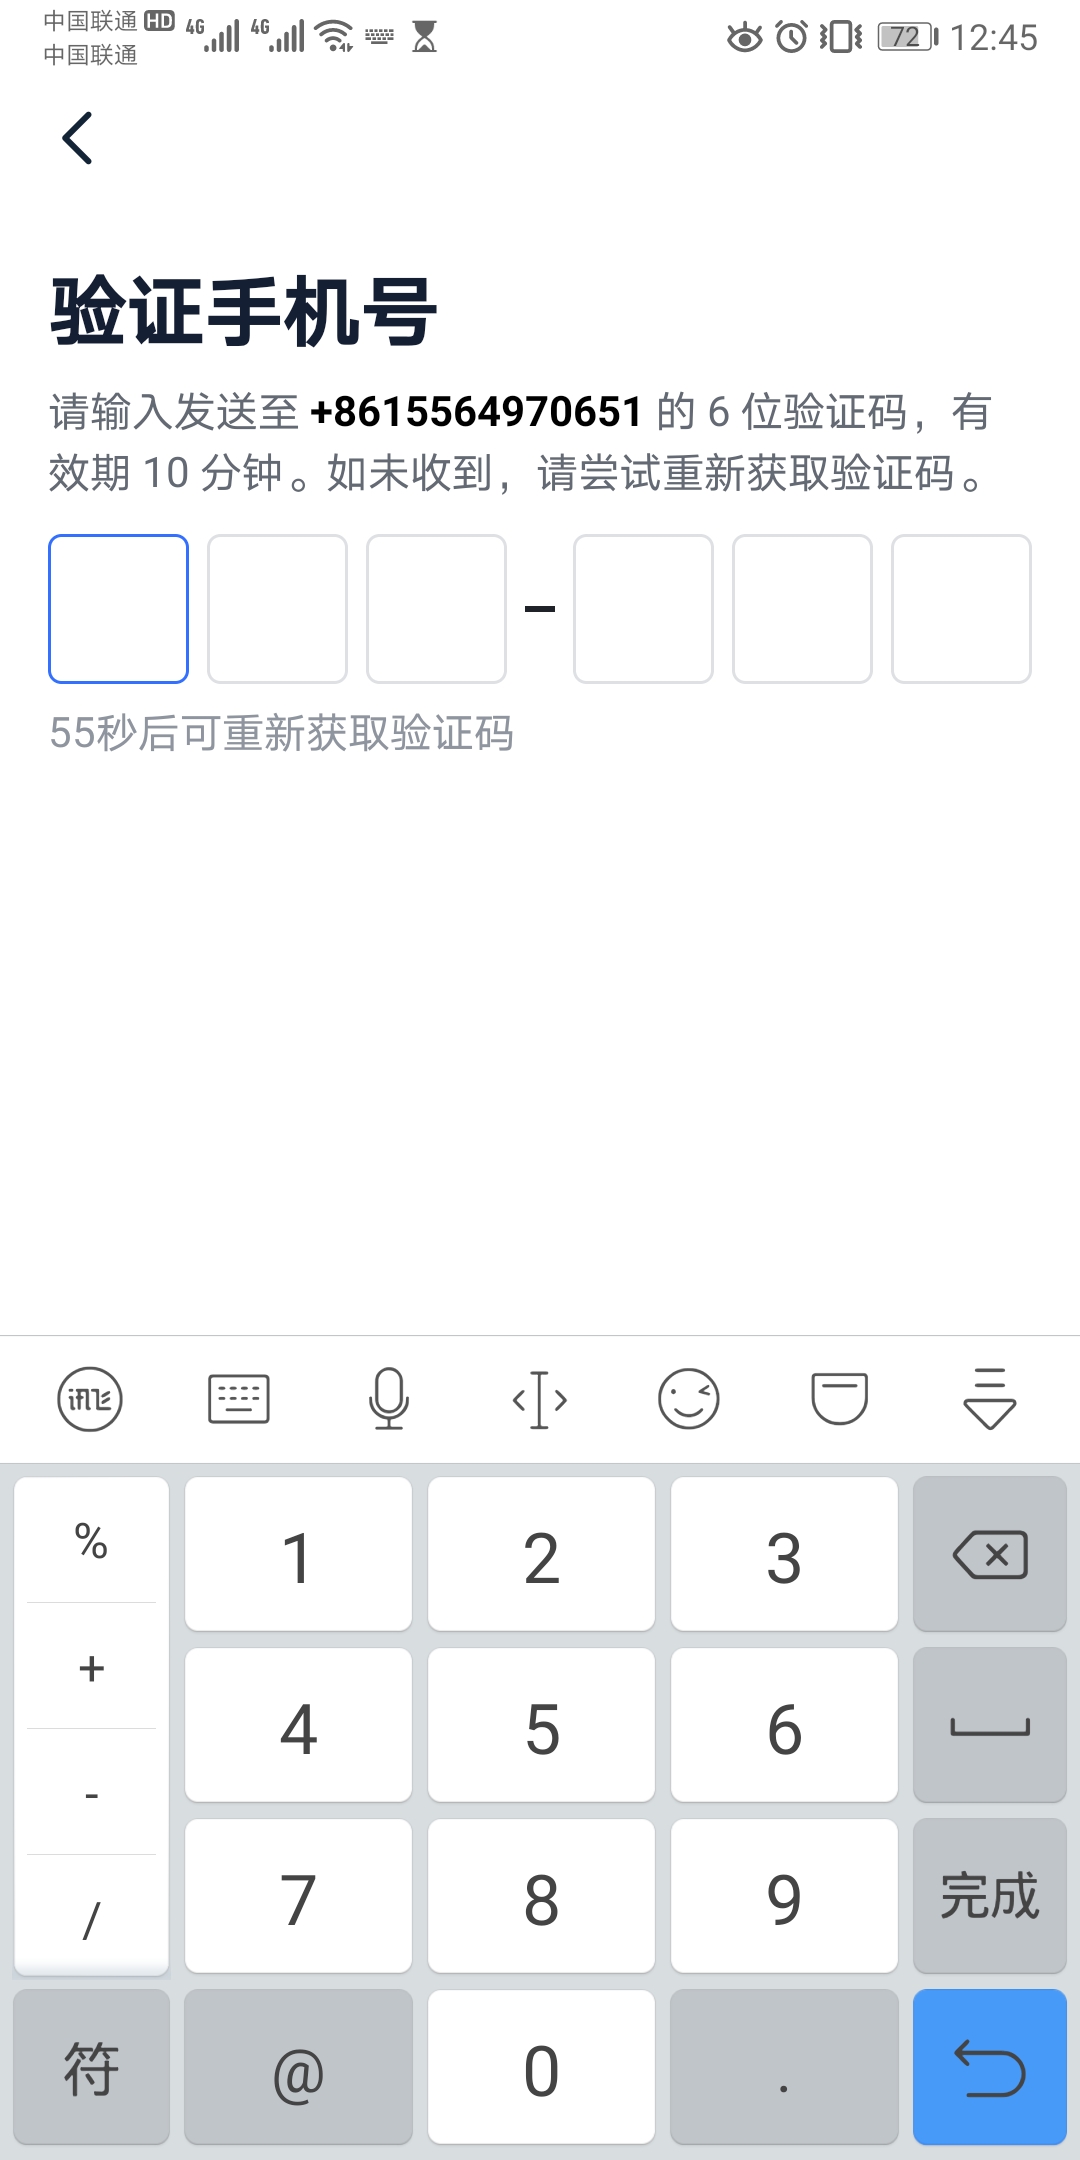 中国联通 HD 4G 4G 72 12:45
中国联通
验证手机号
请输入发送至 +8615564970651 的 6 位验证码，有
效期 10 分钟。如未收到，请尝试重新获取验证码。
–
55秒后可重新获取验证码
iFLY
% 1 2 3
+ 4 5 6
- 7 8 9 完成
/
符 @ 0 .